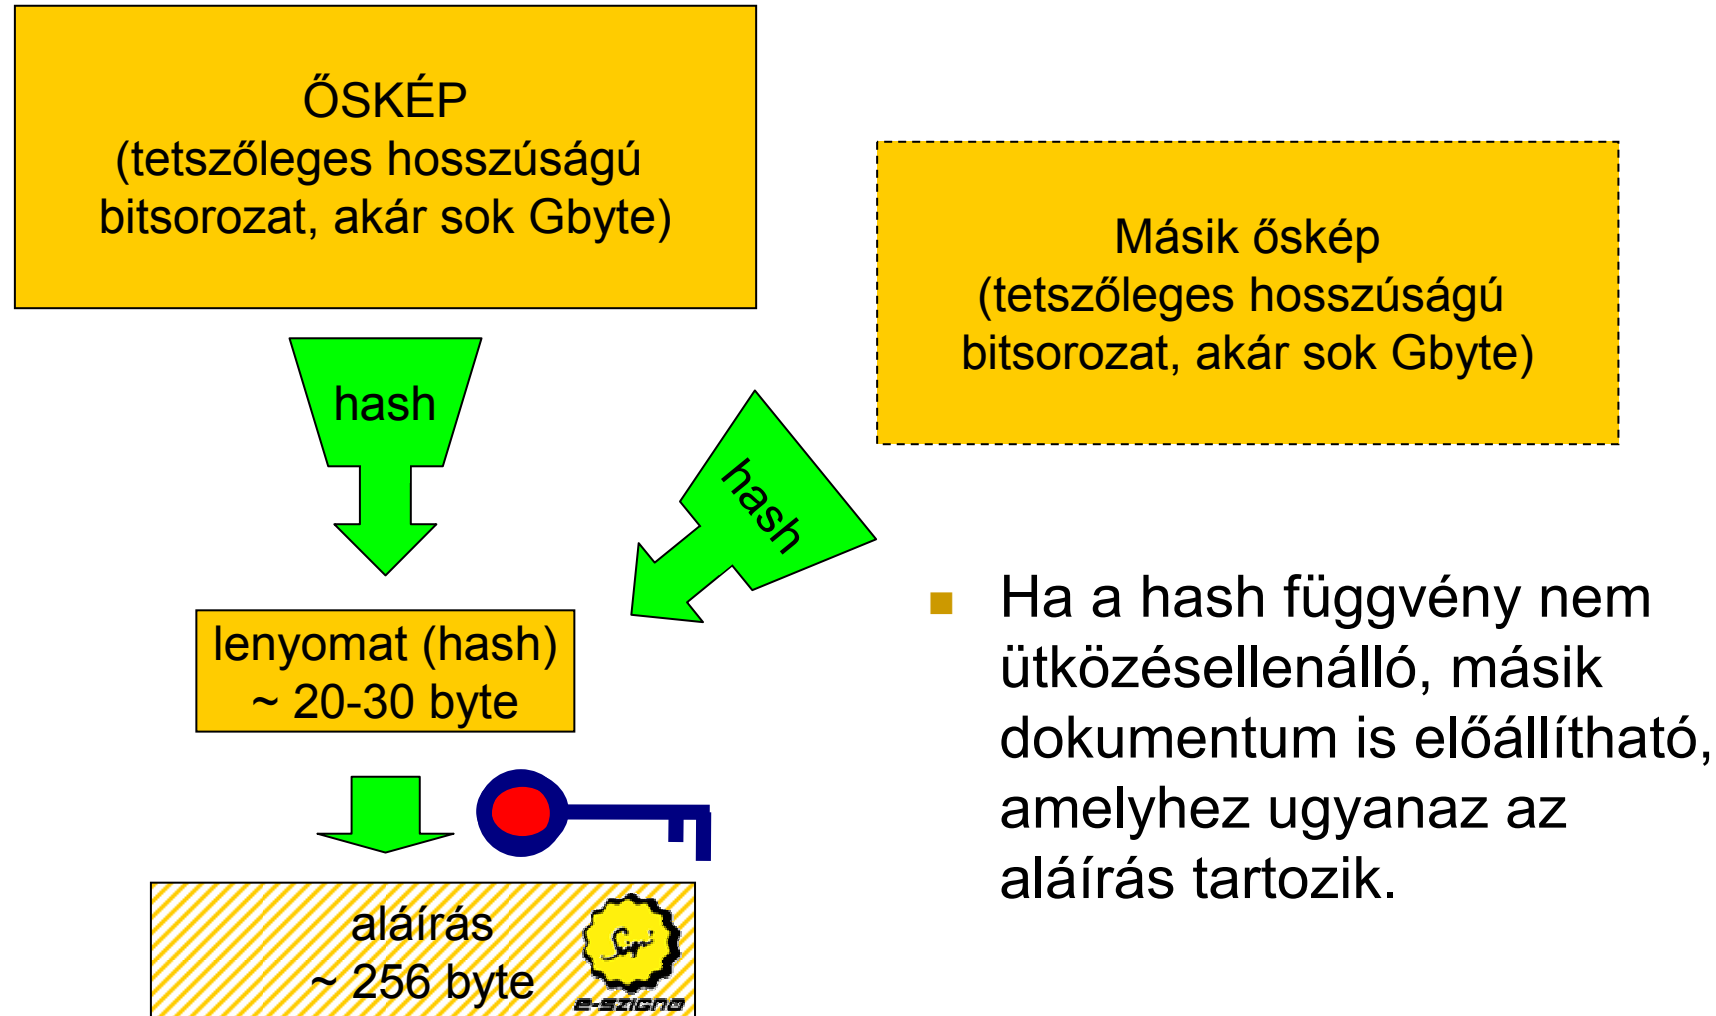 ŐSKÉP
(tetszőleges hosszúságú
bitsorozat, akár sok Gbyte)
Másik őskép
(tetszőleges hosszúságú
bitsorozat, akár sok Gbyte)
hash
hash
lenyomat (hash)
~ 20-30 byte
■ Ha a hash függvény nem
ütközésellenálló, másik
dokumentum is előállítható,
amelyhez ugyanaz az
aláírás tartozik.
aláírás
~ 256 byte
e-szigno